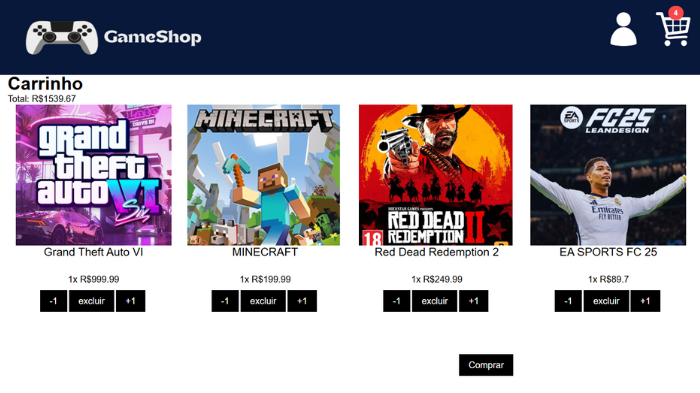 GameShop
4
Carrinho
Total: R$1539.67
grand
theft
auto VI
Six
MINECRAFT
ROCKSTAR GAMES PRESENTS
RED DEAD
REDEMPTION II
18
EA
SPORTS
FC 25
LEANDESIGN
Emirates
FLY BETTER
Grand Theft Auto VI
MINECRAFT
Red Dead Redemption 2
EA SPORTS FC 25
1x R$999.99
1x R$199.99
1x R$249.99
1x R$89.7
-1 excluir +1
-1 excluir +1
-1 excluir +1
-1 excluir +1
Comprar